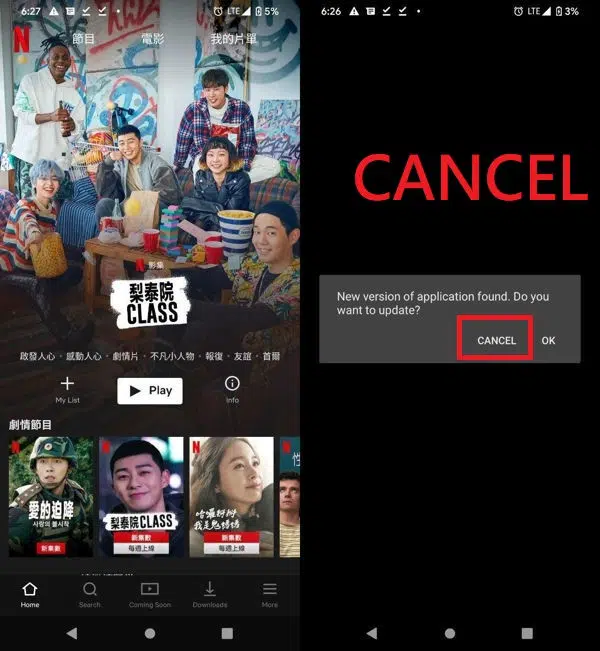 6:27
LTE
5%
節目
電影
我的片單
N 影集
梨泰院
CLASS
啟發人心•感動人心•劇情片•不凡小人物•報復•友誼•首爾
My List
Play
Info
劇情節目
愛的迫降
사랑의 불시착
新集數
梨泰院CLASS
新集數
每週上線
哈囉掰掰
我是鬼媽媽
新集數
每週上線
性
Home
Search
Coming Soon
Downloads
More
6:26
LTE
3%
CANCEL
New version of application found. Do you
want to update?
CANCEL
OK